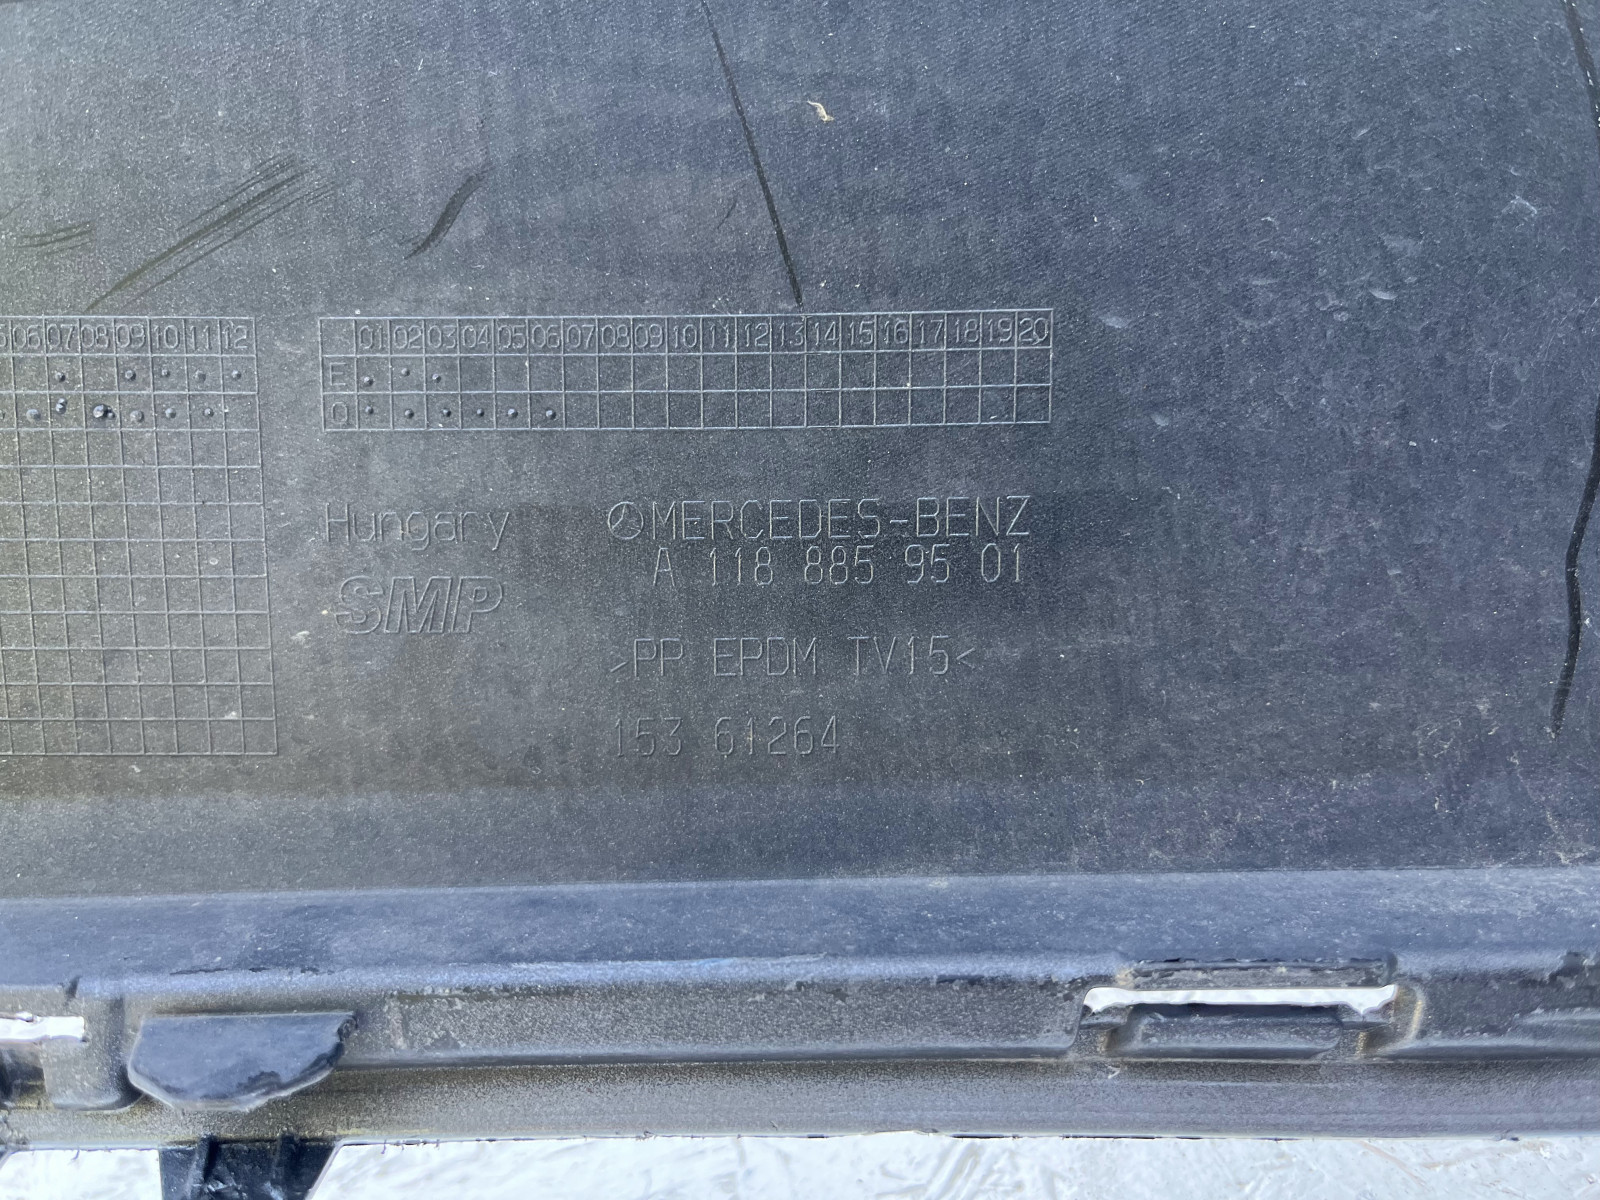 06 07 08 09 10 11 12
01 02 03 04 05 06 07 08 09 10 11 12 13 14 15 16 17 18 19 20
E
Q
Hungary
SMP
MERCEDES-BENZ
A 118 885 95 01
>PP EPDM TV15<
153 61264